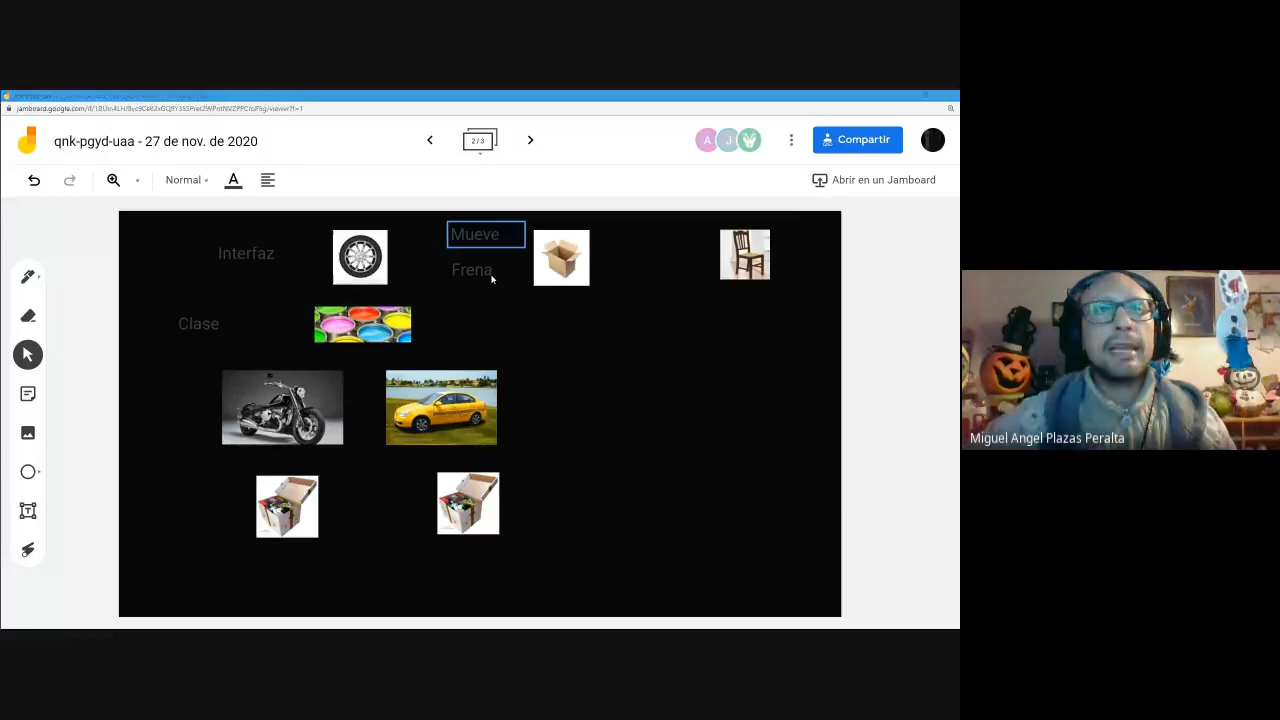 qnk-pgyd-uaa - 27 de nov. de 2020
2/3
A
J
Compartir
Normal
A
Abrir en un Jamboard
Interfaz
Mueve
Frena
Clase
Miguel Angel Plazas Peralta